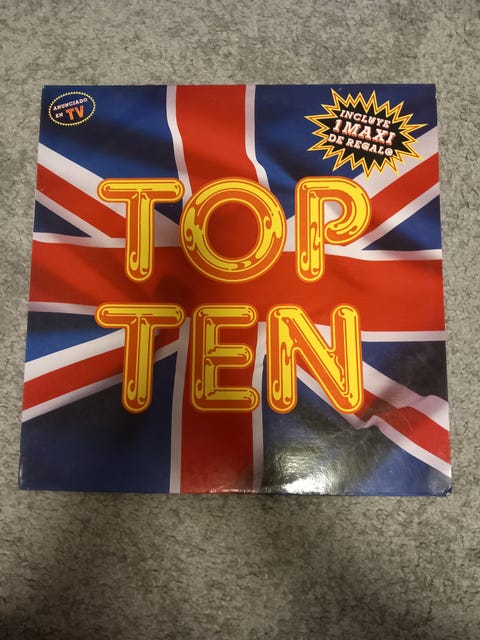 ANUNCIADO
EN TV
INCLUYE
1 MAXI
DE REGALO
TOP
TEN